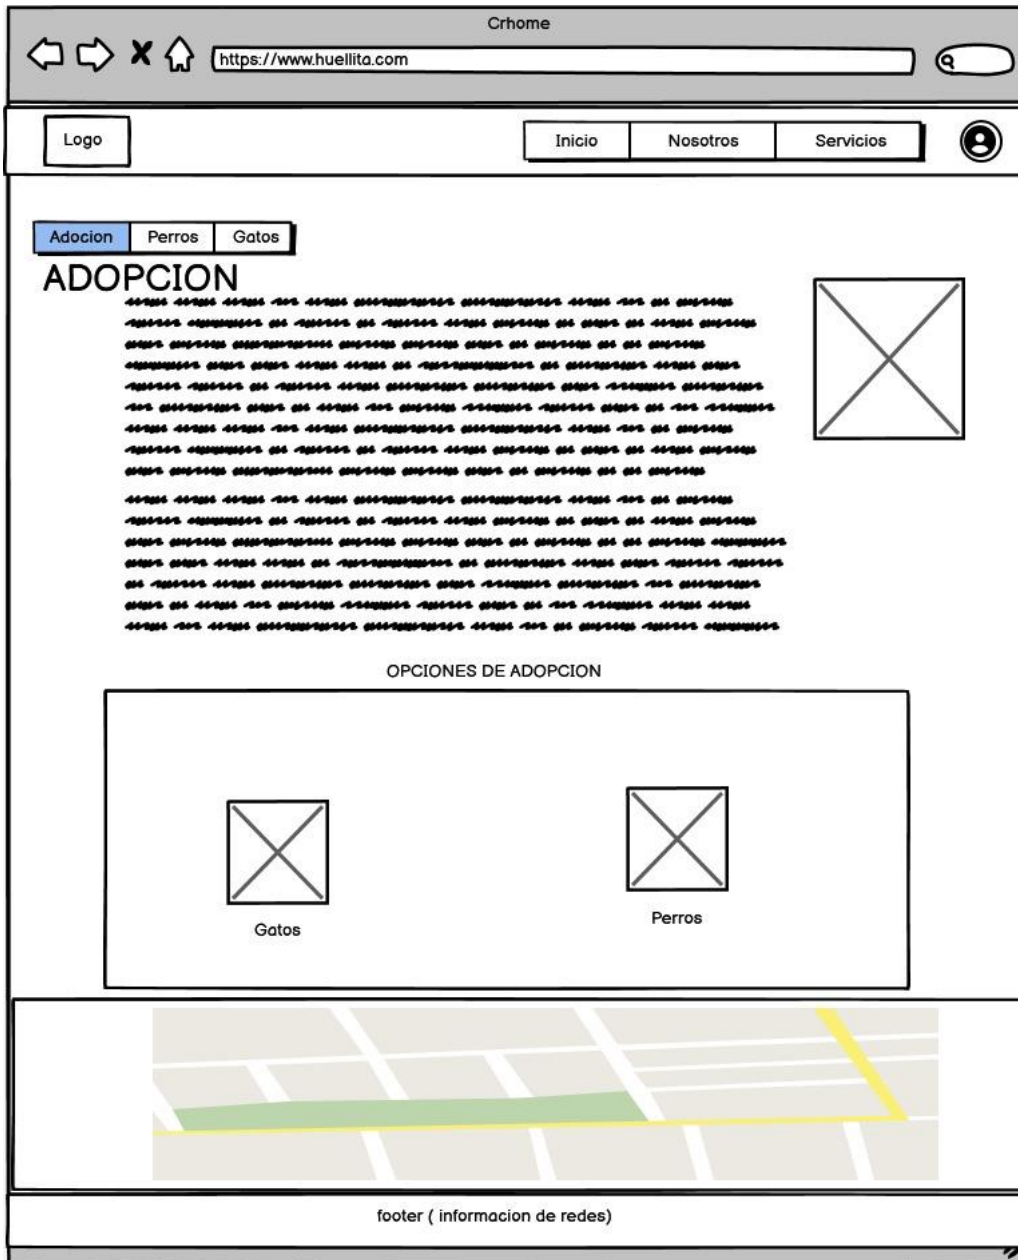 Crhome
https://www.huellita.com
Logo
Inicio Nosotros Servicios
Adocion Perros Gatos
ADOPCION
OPCIONES DE ADOPCION
Gatos
Perros
footer ( informacion de redes)